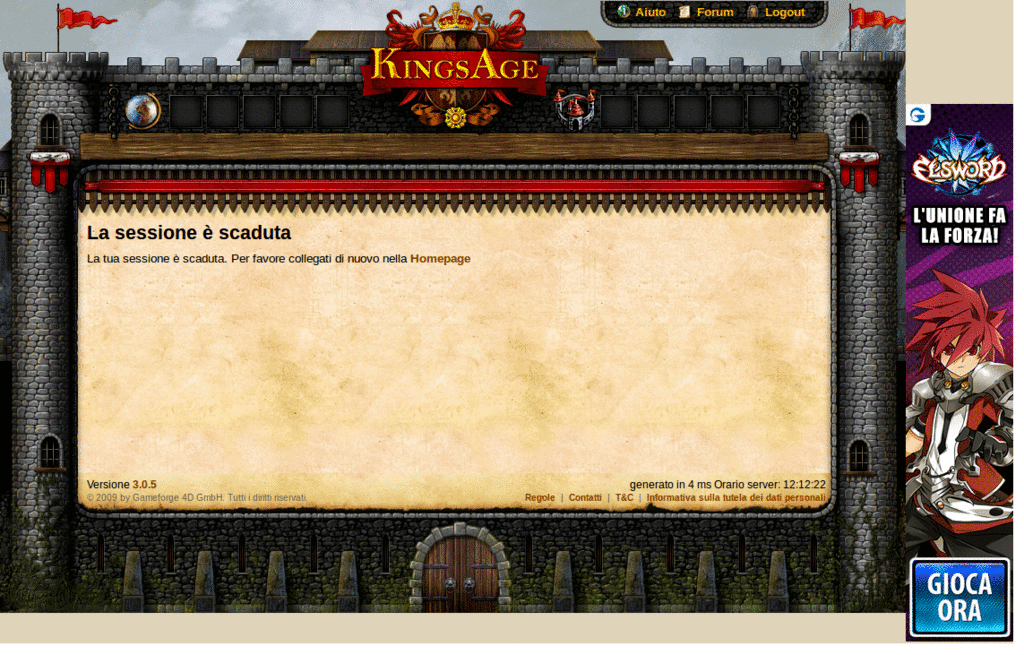 Aiuto Forum Logout
KINGSAGE
ELSWORD
L'UNIONE FA
LA FORZA!
La sessione è scaduta
La tua sessione è scaduta. Per favore collegati di nuovo nella Homepage
Versione 3.0.5
generato in 4 ms Orario server: 12:12:22
© 2009 by Gameforge 4D GmbH. Tutti i diritti riservati.
Regole | Contatti | T&C | Informativa sulla tutela dei dati personali
GIOCA
ORA